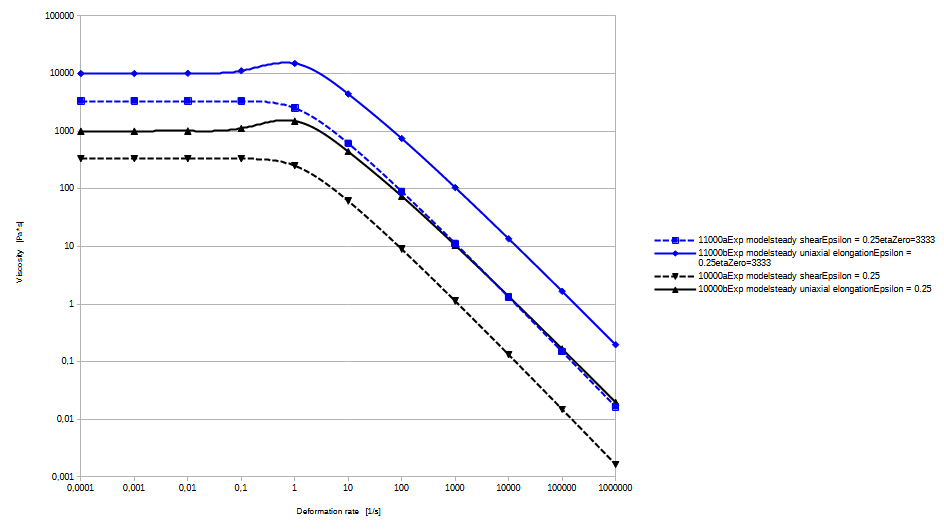 100000
10000
1000
100
10
1
0,1
0,01
0,001
Viscosity [Pa*s]
0,0001 0,001 0,01 0,1 1 10 100 1000 10000 100000 1000000
Deformation rate [1/s]
11000aExp modelsteady shearEpsilon = 0.25etaZero=3333
11000bExp modelsteady uniaxial elongationEpsilon =
0.25etaZero=3333
10000aExp modelsteady shearEpsilon = 0.25
10000bExp modelsteady uniaxial elongationEpsilon = 0.25